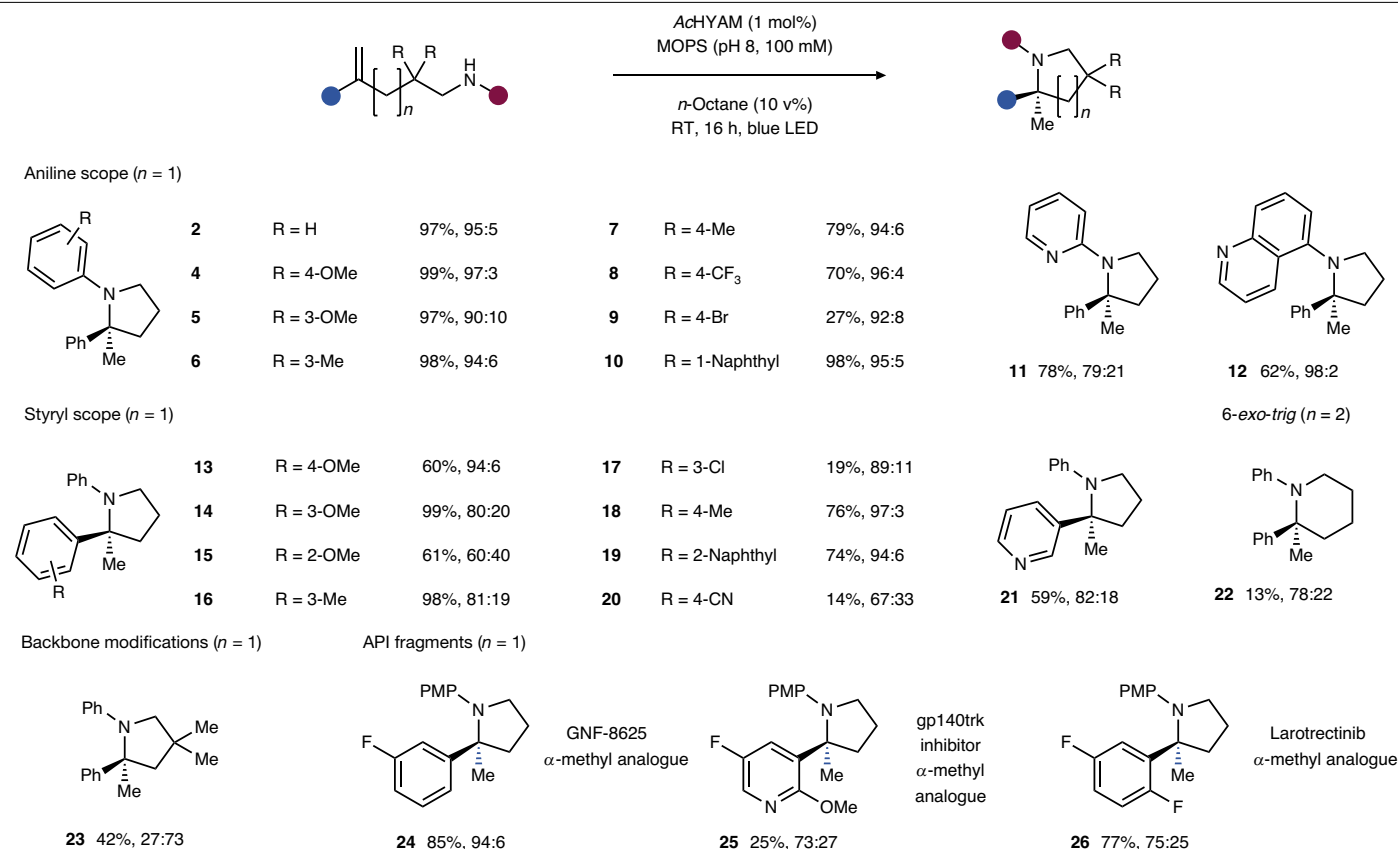 AcHYAM (1 mol%)
MOPS (pH 8, 100 mM)
n-Octane (10 v%)
RT, 16 h, blue LED
R R
H
N
n
N
R
R
Me
n
Aniline scope (n = 1)
R
N
Ph
Me
2 R = H 97%, 95:5
4 R = 4-OMe 99%, 97:3
5 R = 3-OMe 97%, 90:10
6 R = 3-Me 98%, 94:6
7 R = 4-Me 79%, 94:6
8 R = 4-CF3 70%, 96:4
9 R = 4-Br 27%, 92:8
10 R = 1-Naphthyl 98%, 95:5
N
N
Ph
Me
11 78%, 79:21
N
N
Ph
Me
12 62%, 98:2
Styryl scope (n = 1)
Ph
N
Me
R
13 R = 4-OMe 60%, 94:6
14 R = 3-OMe 99%, 80:20
15 R = 2-OMe 61%, 60:40
16 R = 3-Me 98%, 81:19
17 R = 3-Cl 19%, 89:11
18 R = 4-Me 76%, 97:3
19 R = 2-Naphthyl 74%, 94:6
20 R = 4-CN 14%, 67:33
Ph
N
Me
N
21 59%, 82:18
6-exo-trig (n = 2)
Ph
N
Ph
Me
22 13%, 78:22
Backbone modifications (n = 1)
Ph
N
Me
Me
Ph
Me
23 42%, 27:73
API fragments (n = 1)
PMP
N
F
Me
24 85%, 94:6
GNF-8625
α-methyl analogue
PMP
N
F
Me
N
OMe
25 25%, 73:27
gp140trk
inhibitor
α-methyl
analogue
PMP
N
F
Me
F
26 77%, 75:25
Larotrectinib
α-methyl analogue